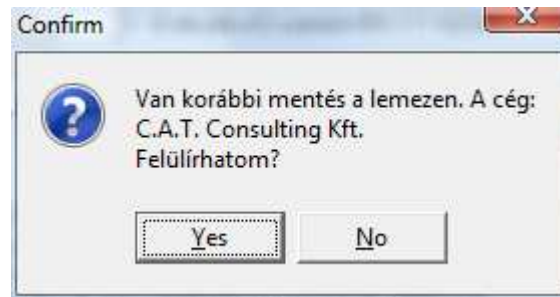 Confirm
Van korábbi mentés a lemezen. A cég:
C.A.T. Consulting Kft.
Felülírhatom?
Yes No